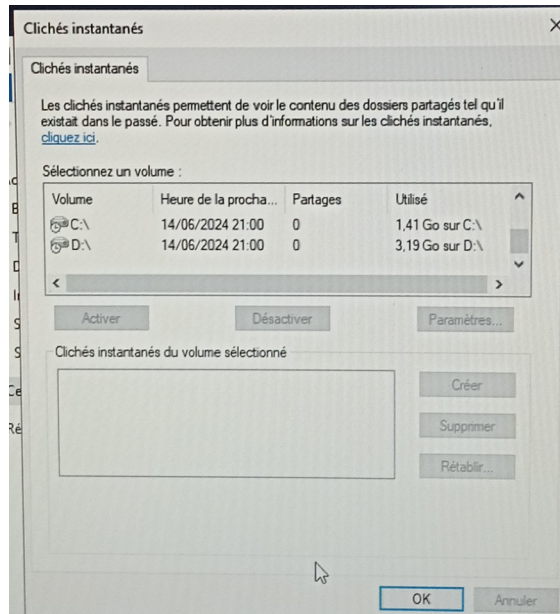 Clichés instantanés
Clichés instantanés
Les clichés instantanés permettent de voir le contenu des dossiers partagés tel qu'il
existait dans le passé. Pour obtenir plus d'informations sur les clichés instantanés,
cliquez ici.
Sélectionnez un volume :
Volume Heure de la procha... Partages Utilisé
C:\ 14/06/2024 21:00 0 1,41 Go sur C:\
D:\ 14/06/2024 21:00 0 3,19 Go sur D:\
Activer Désactiver Paramètres...
Clichés instantanés du volume sélectionné
Créer
Supprimer
Rétablir...
OK Annuler